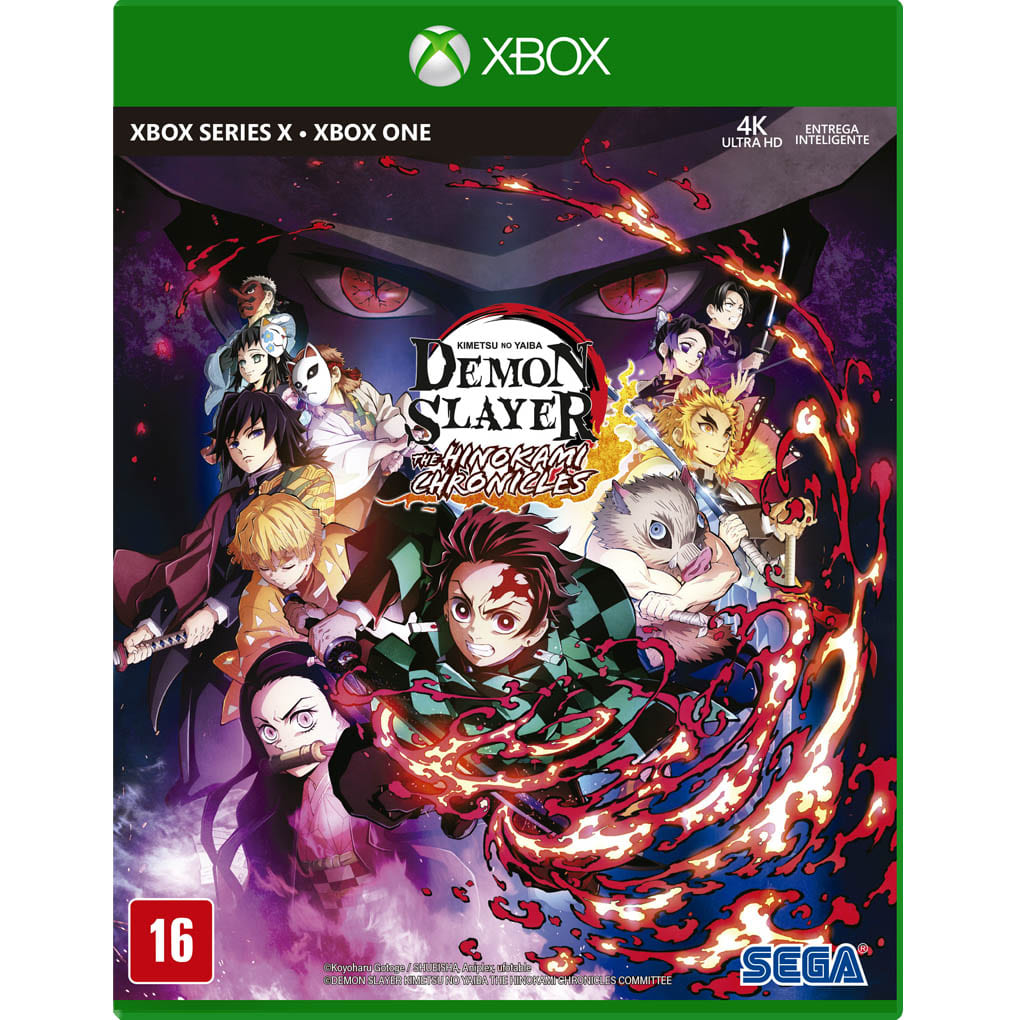 XBOX
XBOX SERIES X • XBOX ONE
4K
ULTRA HD
ENTREGA
INTELIGENTE
KIMETSU NO YAIBA
DEMON
SLAYER
THE HINOKAMI
CHRONICLES
16
SEGA®
©Koyoharu Gotoge / SHUEISHA, Aniplex, ufotable
©DEMON SLAYER KIMETSU NO YAIBA THE HINOKAMI CHRONICLES COMMITTEE